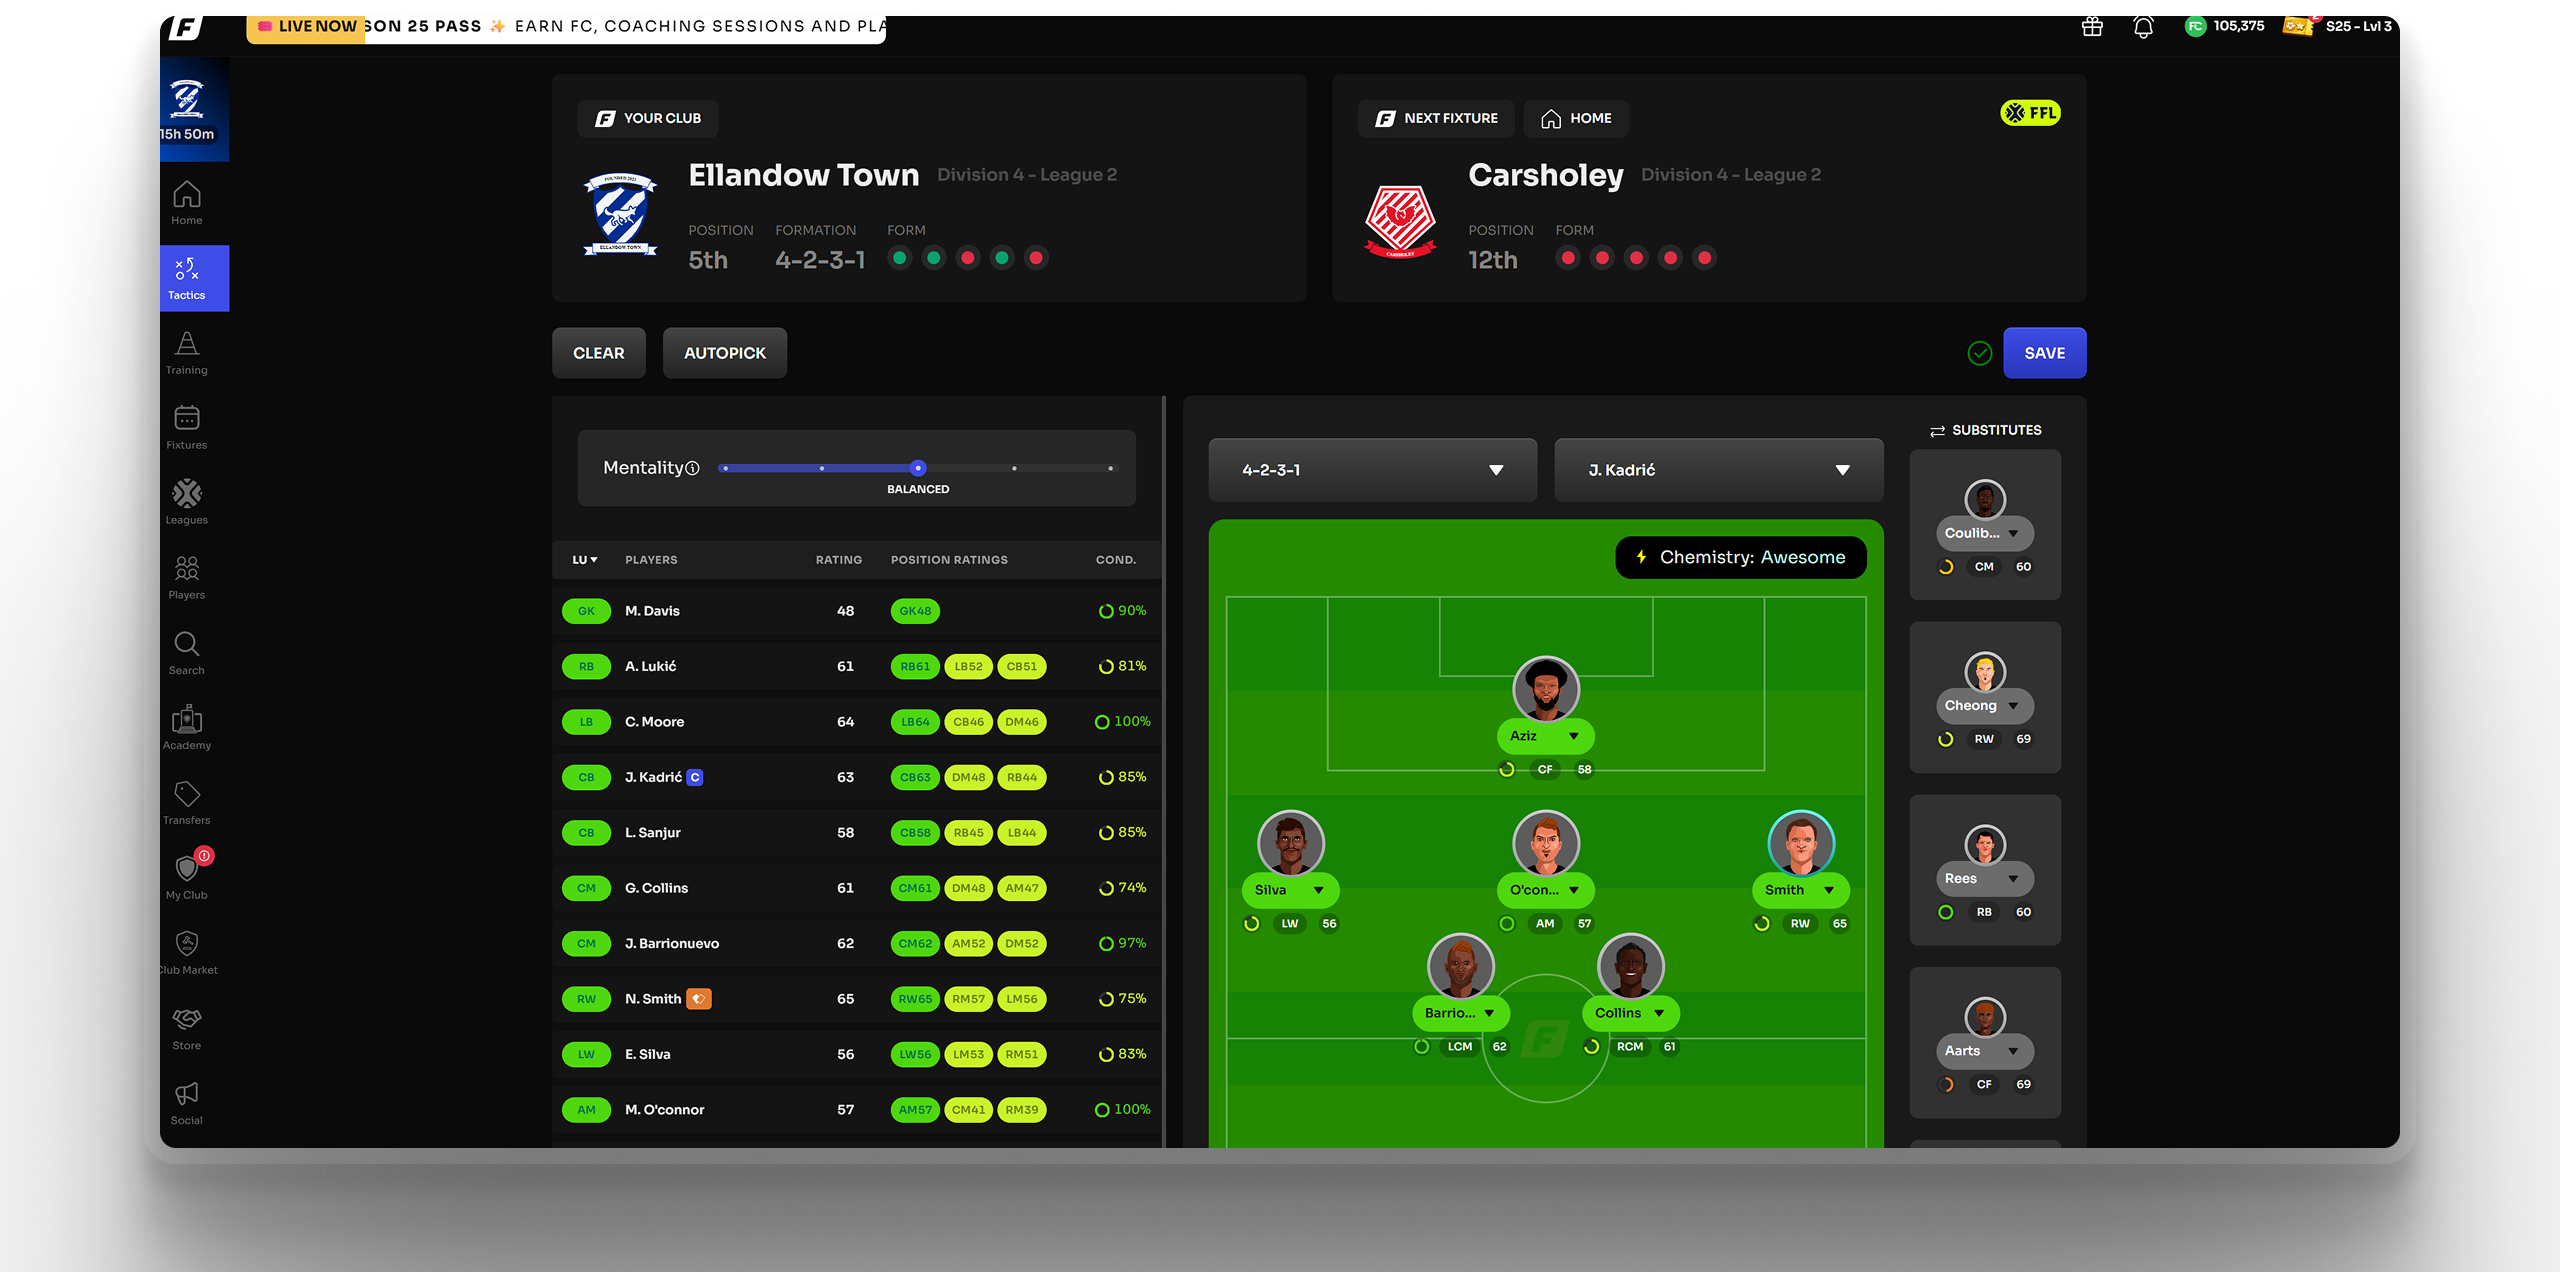 LIVE NOW SON 25 PASS ✨ EARN FC, COACHING SESSIONS AND PLA
FC 105,375 2 S25 - Lvl 3
15h 50m
Home
Tactics
Training
Fixtures
Leagues
Players
Search
Academy
Transfers
My Club
Club Market
Store
Social
YOUR CLUB
FOUNDED 2021
ELLANDOW TOWN
Ellandow Town Division 4 - League 2
POSITION FORMATION FORM
5th 4-2-3-1
NEXT FIXTURE HOME FFL
CARSHOLEY
Carsholey Division 4 - League 2
POSITION FORM
12th
CLEAR AUTOPICK SAVE
Mentality
BALANCED
LU PLAYERS RATING POSITION RATINGS COND.
GK M. Davis 48 GK48 90%
RB A. Lukić 61 RB61 LB52 CB51 81%
LB C. Moore 64 LB64 CB46 DM46 100%
CB J. Kadrić C 63 CB63 DM48 RB44 85%
CB L. Sanjur 58 CB58 RB45 LB44 85%
CM G. Collins 61 CM61 DM48 AM47 74%
CM J. Barrionuevo 62 CM62 AM52 DM52 97%
RW N. Smith 65 RW65 RM57 LM56 75%
LW E. Silva 56 LW56 LM53 RM51 83%
AM M. O'connor 57 AM57 CM41 RM39 100%
4-2-3-1 J. Kadrić
Chemistry: Awesome
Aziz
CF 58
Silva
LW 56
O'con...
AM 57
Smith
RW 65
Barrio...
LCM 62
Collins
RCM 61
SUBSTITUTES
Coulib...
CM 60
Cheong
RW 69
Rees
RB 60
Aarts
CF 69